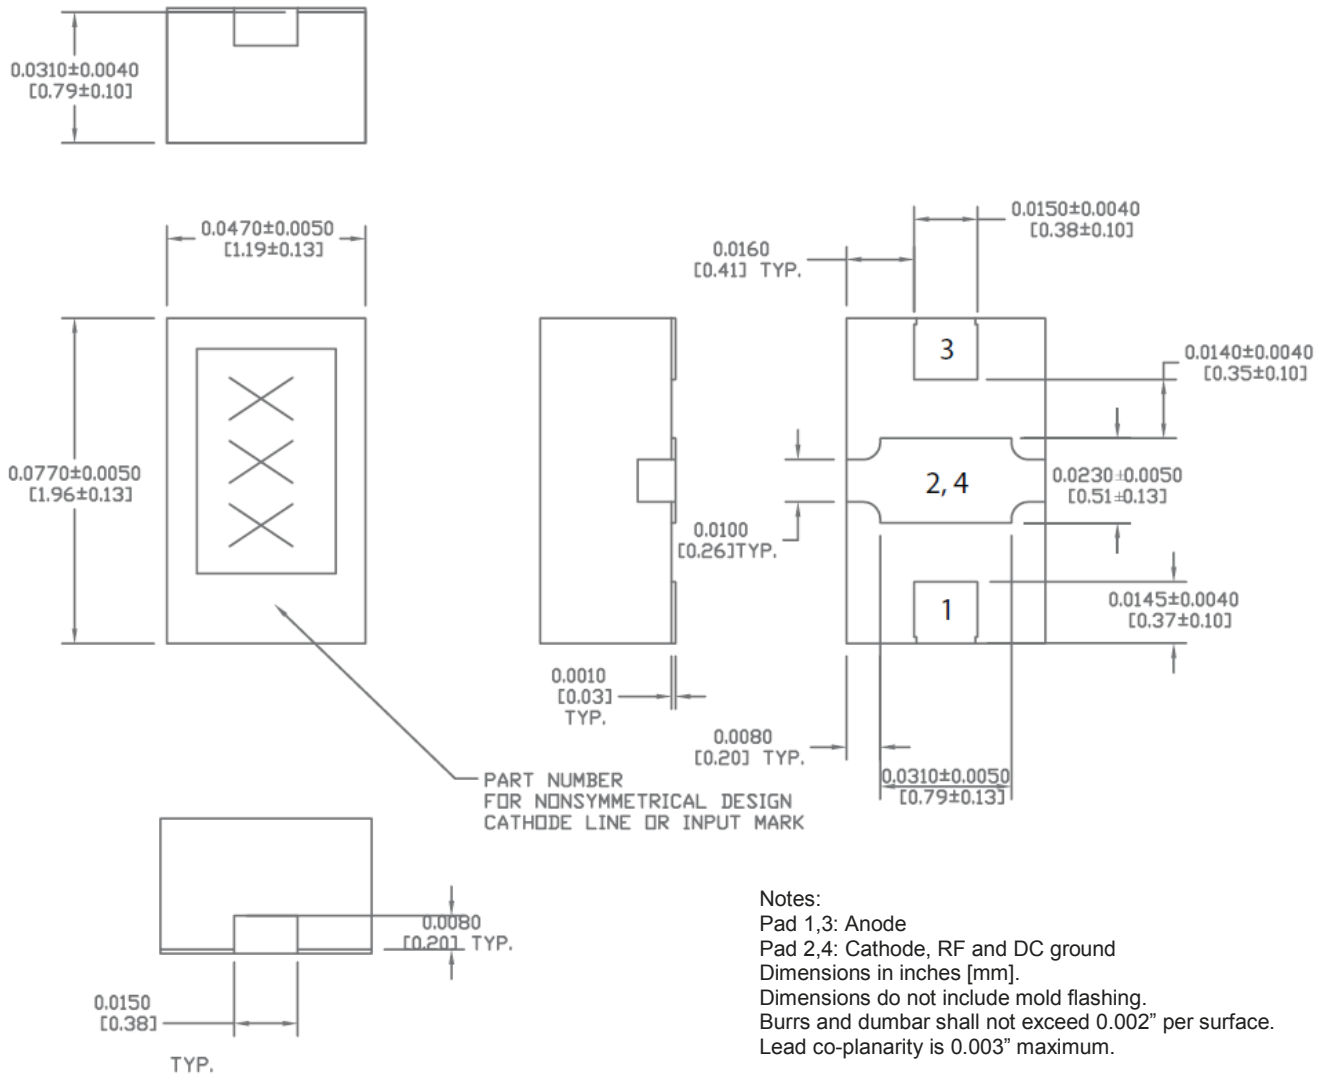 0.0310±0.0040
[0.79±0.10]
0.0470±0.0050
[1.19±0.13]
0.0150±0.0040
[0.38±0.10]
0.0160
[0.41] TYP.
3
0.0140±0.0040
[0.35±0.10]
0.0770±0.0050
[1.96±0.13]
2, 4
0.0230±0.0050
[0.51±0.13]
0.0100
[0.26]TYP.
1
0.0145±0.0040
[0.37±0.10]
0.0010
[0.03]
TYP.
0.0080
[0.20] TYP.
0.0310±0.0050
[0.79±0.13]
PART NUMBER
FOR NONSYMMETRICAL DESIGN
CATHODE LINE OR INPUT MARK
0.0080
[0.20] TYP.
0.0150
[0.38]
TYP.
Notes:
Pad 1,3: Anode
Pad 2,4: Cathode, RF and DC ground
Dimensions in inches [mm].
Dimensions do not include mold flashing.
Burrs and dumbar shall not exceed 0.002” per surface.
Lead co-planarity is 0.003” maximum.